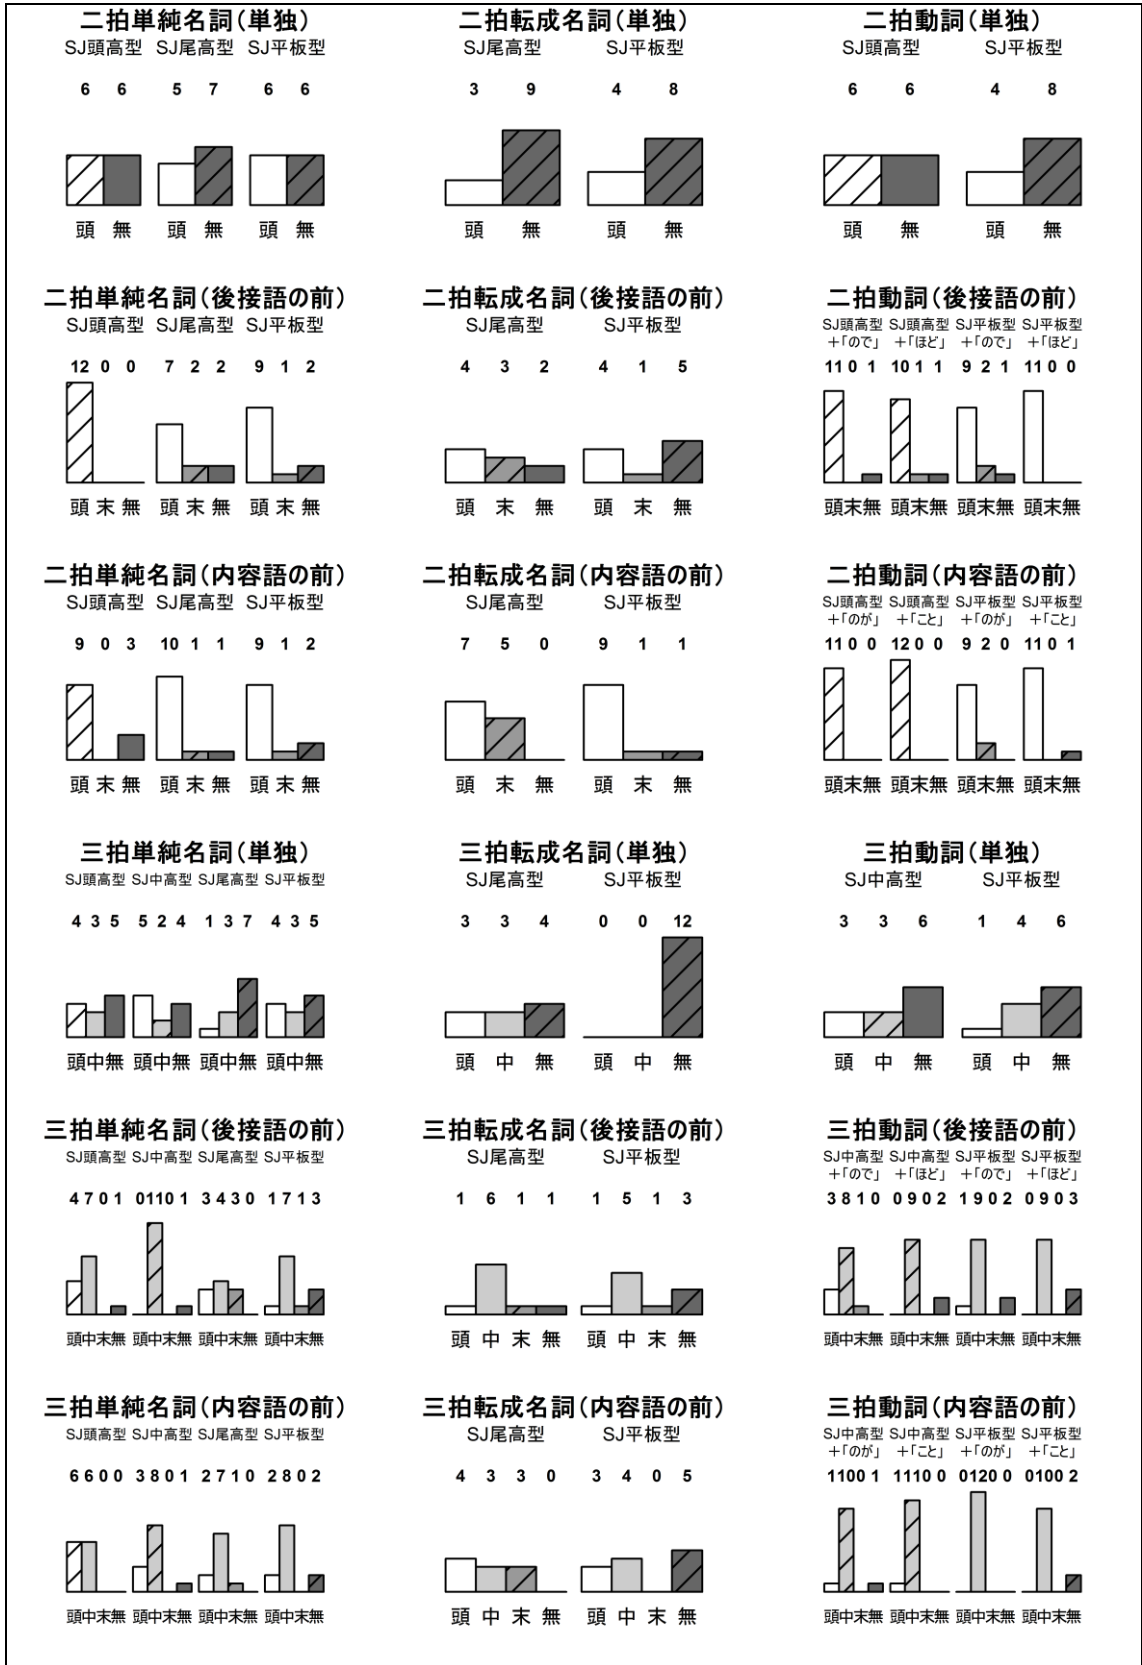 二拍単純名詞(単独) 二拍転成名詞(単独) 二拍動詞(単独)
SJ頭高型 SJ尾高型 SJ平板型 SJ尾高型 SJ平板型 SJ頭高型 SJ平板型
6 6 5 7 6 6 3 9 4 8 6 6 4 8
頭 無 頭 無 頭 無 頭 無 頭 無 頭 無 頭 無
二拍単純名詞(後接語の前) 二拍転成名詞(後接語の前) 二拍動詞(後接語の前)
SJ頭高型 SJ尾高型 SJ平板型 SJ尾高型 SJ平板型 SJ頭高型 SJ頭高型 SJ平板型 SJ平板型
+「ので」 +「ほど」 +「ので」 +「ほど」
12 0 0 7 2 2 9 1 2 4 3 2 4 1 5 11 0 1 10 1 1 9 2 1 11 0 0
頭 末 無 頭 末 無 頭 末 無 頭 末 無 頭 末 無 頭末無 頭末無 頭末無 頭末無
二拍単純名詞(内容語の前) 二拍転成名詞(内容語の前) 二拍動詞(内容語の前)
SJ頭高型 SJ尾高型 SJ平板型 SJ尾高型 SJ平板型 SJ頭高型 SJ頭高型 SJ平板型 SJ平板型
+「のが」 +「こと」 +「のが」 +「こと」
9 0 3 10 1 1 9 1 2 7 5 0 9 1 1 11 0 0 12 0 0 9 2 0 11 0 1
頭 末 無 頭 末 無 頭 末 無 頭 末 無 頭 末 無 頭末無 頭末無 頭末無 頭末無
三拍単純名詞(単独) 三拍転成名詞(単独) 三拍動詞(単独)
SJ頭高型 SJ中高型 SJ尾高型 SJ平板型 SJ尾高型 SJ平板型 SJ中高型 SJ平板型
4 3 5 5 2 4 1 3 7 4 3 5 3 3 4 0 0 12 3 3 6 1 4 6
頭中無 頭中無 頭中無 頭中無 頭 中 無 頭 中 無 頭 中 無 頭 中 無
三拍単純名詞(後接語の前) 三拍転成名詞(後接語の前) 三拍動詞(後接語の前)
SJ頭高型 SJ中高型 SJ尾高型 SJ平板型 SJ尾高型 SJ平板型 SJ中高型 SJ中高型 SJ平板型 SJ平板型
+「ので」 +「ほど」 +「ので」 +「ほど」
4 7 0 1 0 11 0 1 3 4 3 0 1 7 1 3 1 6 1 1 1 5 1 3 3 8 1 0 0 9 0 2 1 9 0 2 0 9 0 3
頭中末無 頭中末無 頭中末無 頭中末無 頭 中 末 無 頭 中 末 無 頭中末無 頭中末無 頭中末無 頭中末無
三拍単純名詞(内容語の前) 三拍転成名詞(内容語の前) 三拍動詞(内容語の前)
SJ頭高型 SJ中高型 SJ尾高型 SJ平板型 SJ尾高型 SJ平板型 SJ中高型 SJ中高型 SJ平板型 SJ平板型
+「のが」 +「こと」 +「のが」 +「こと」
6 6 0 0 3 8 0 1 2 7 1 0 2 8 0 2 4 3 3 0 3 4 0 5 1 10 0 1 1 11 0 0 0 12 0 0 0 10 0 2
頭中末無 頭中末無 頭中末無 頭中末無 頭 中 末 無 頭 中 末 無 頭中末無 頭中末無 頭中末無 頭中末無